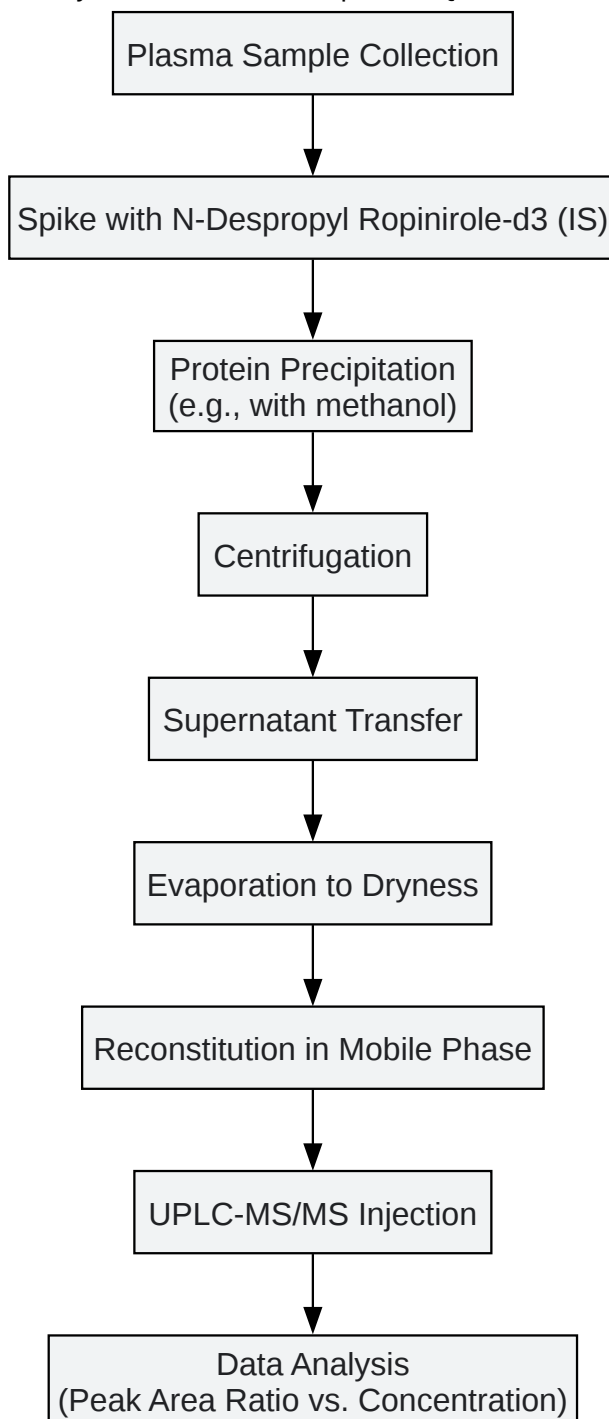 Plasma Sample Collection
Spike with N-Despropyl Ropinirole-d3 (IS)
Protein Precipitation
(e.g., with methanol)
Centrifugation
Supernatant Transfer
Evaporation to Dryness
Reconstitution in Mobile Phase
UPLC-MS/MS Injection
Data Analysis
(Peak Area Ratio vs. Concentration)